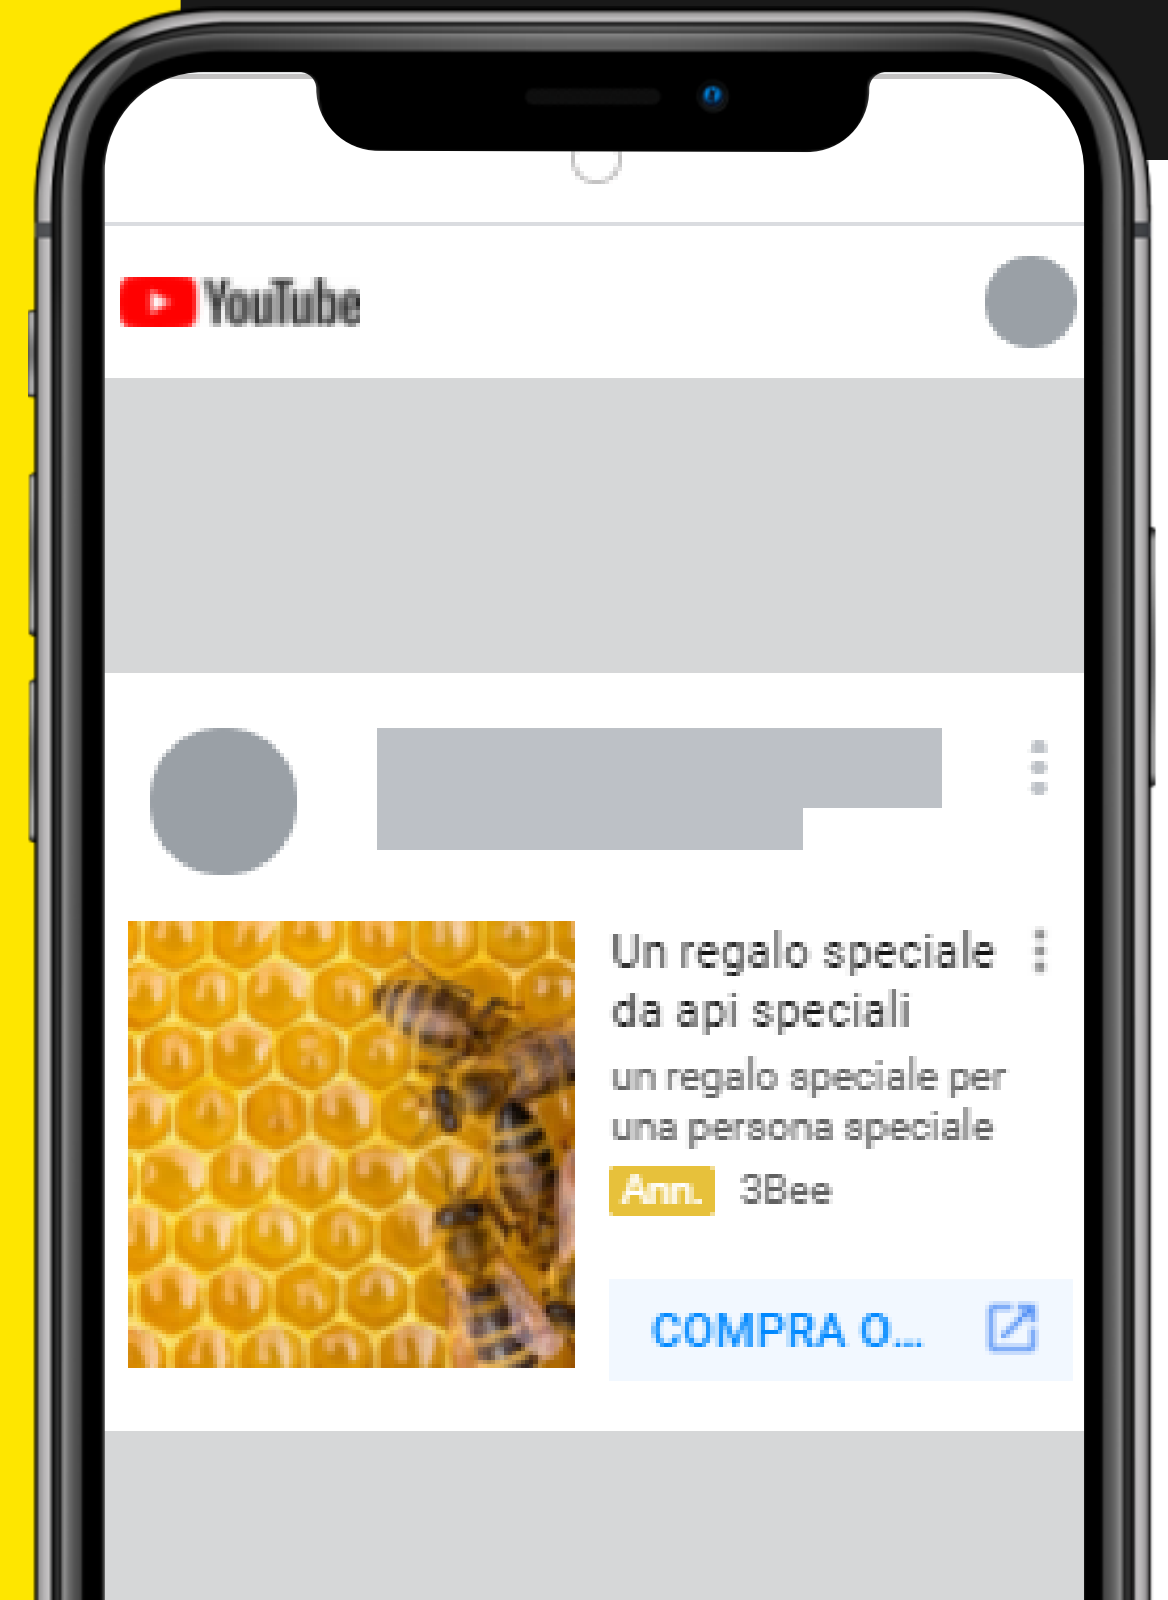 YouTube
Un regalo speciale
da api speciali
un regalo speciale per
una persona speciale
Ann. 3Bee
COMPRA O...